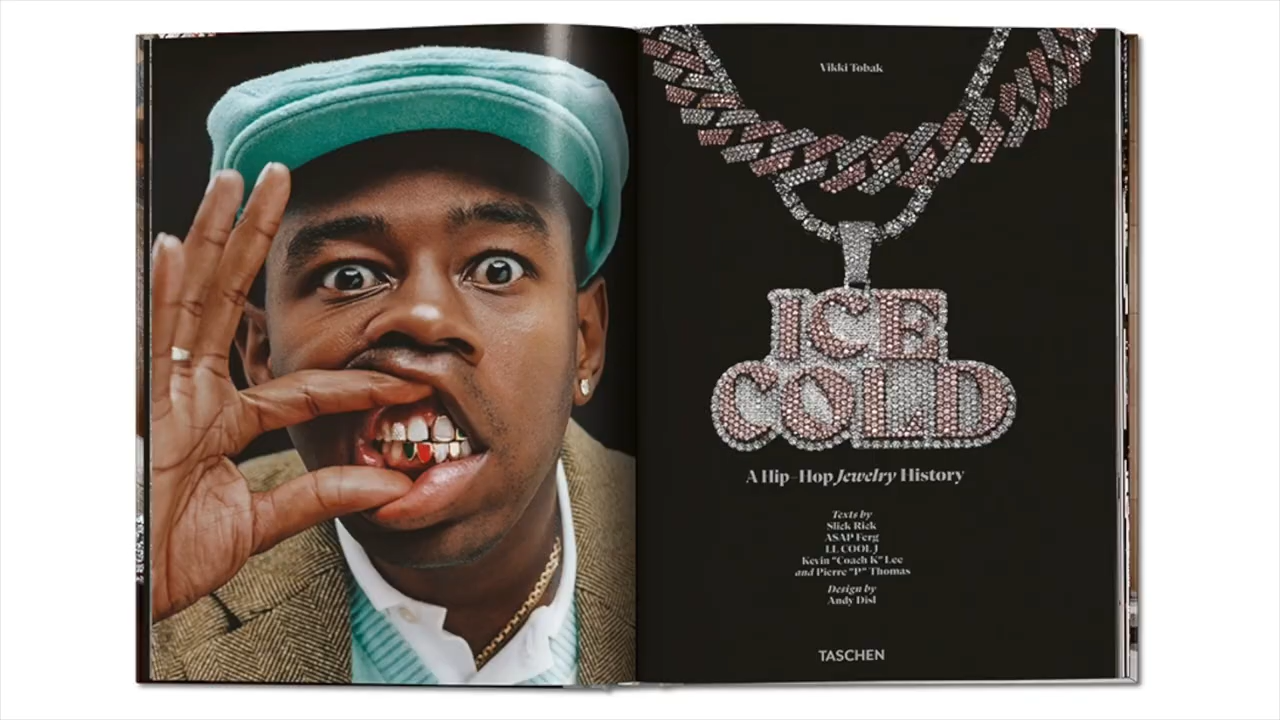 Vikki Tobak
ICE
COLD
A Hip-Hop Jewelry History
Texts by
Slick Rick
ASAP Ferg
LL COOL J
Kevin "Coach K" Lee
and Pierre "P" Thomas
Design by
Andy Disl
TASCHEN